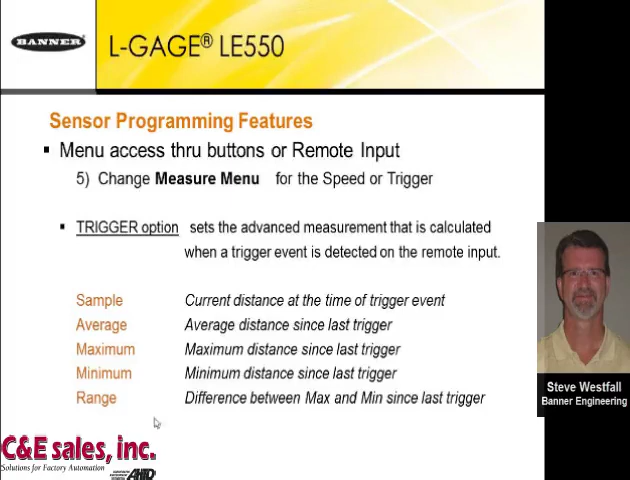 BANNER
L-GAGE® LE550
Sensor Programming Features
▪ Menu access thru buttons or Remote Input
5) Change Measure Menu for the Speed or Trigger
▪ TRIGGER option sets the advanced measurement that is calculated
when a trigger event is detected on the remote input.
Sample Current distance at the time of trigger event
Average Average distance since last trigger
Maximum Maximum distance since last trigger
Minimum Minimum distance since last trigger
Range Difference between Max and Min since last trigger
Steve Westfall
Banner Engineering
C&E sales, inc.
Solutions for Factory Automation